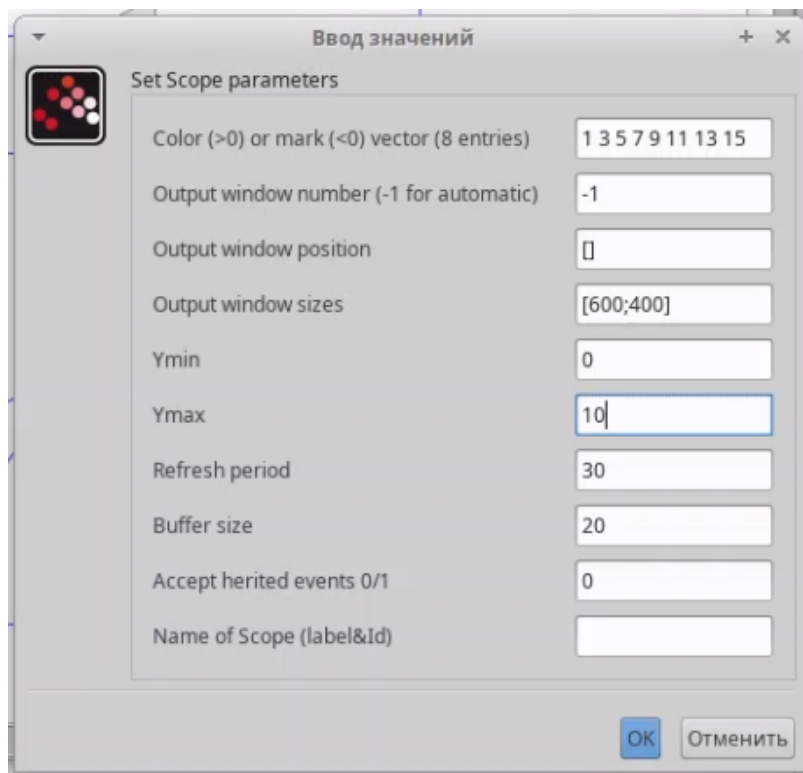 Ввод значений
Set Scope parameters
Color (>0) or mark (<0) vector (8 entries) 1 3 5 7 9 11 13 15
Output window number (-1 for automatic) -1
Output window position []
Output window sizes [600;400]
Ymin 0
Ymax 10
Refresh period 30
Buffer size 20
Accept herited events 0/1 0
Name of Scope (label&Id)
OK Отменить